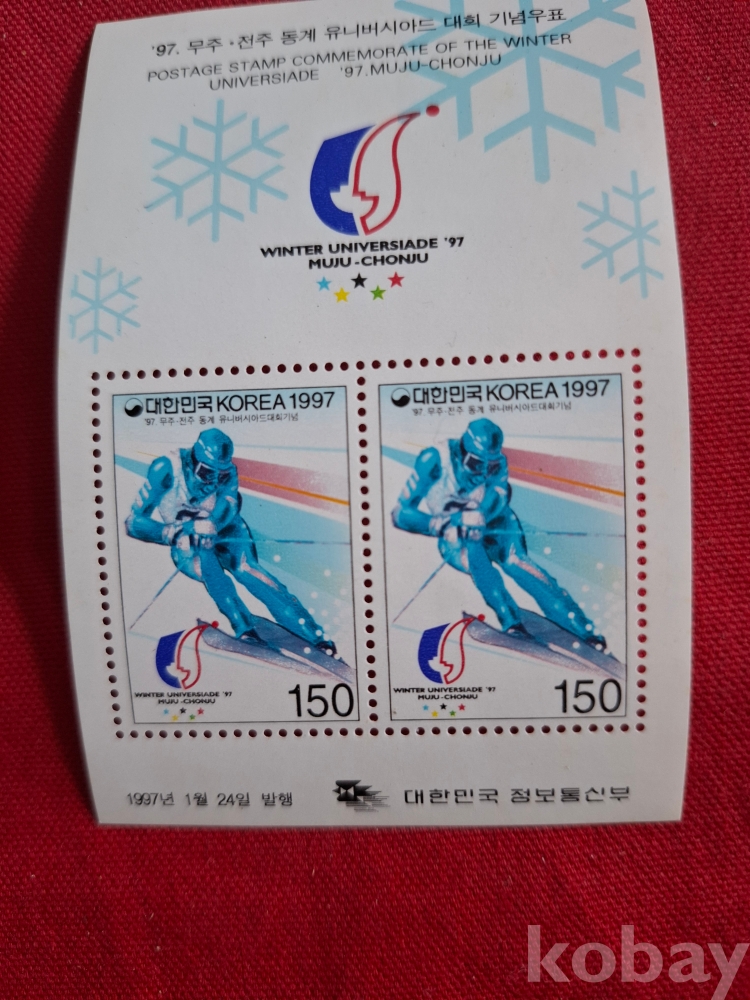 '97. 무주·전주 동계 유니버시아드 대회 기념우표
POSTAGE STAMP COMMEMORATE OF THE WINTER
UNIVERSIADE '97.MUJU-CHONJU
WINTER UNIVERSIADE '97
MUJU-CHONJU
대한민국 KOREA 1997
'97. 무주·전주 동계 유니버시아드대회기념
WINTER UNIVERSIADE '97
MUJU-CHONJU
150
대한민국 KOREA 1997
'97. 무주·전주 동계 유니버시아드대회기념
WINTER UNIVERSIADE '97
MUJU-CHONJU
150
1997년 1월 24일 발행
대한민국 정보통신부
kobay